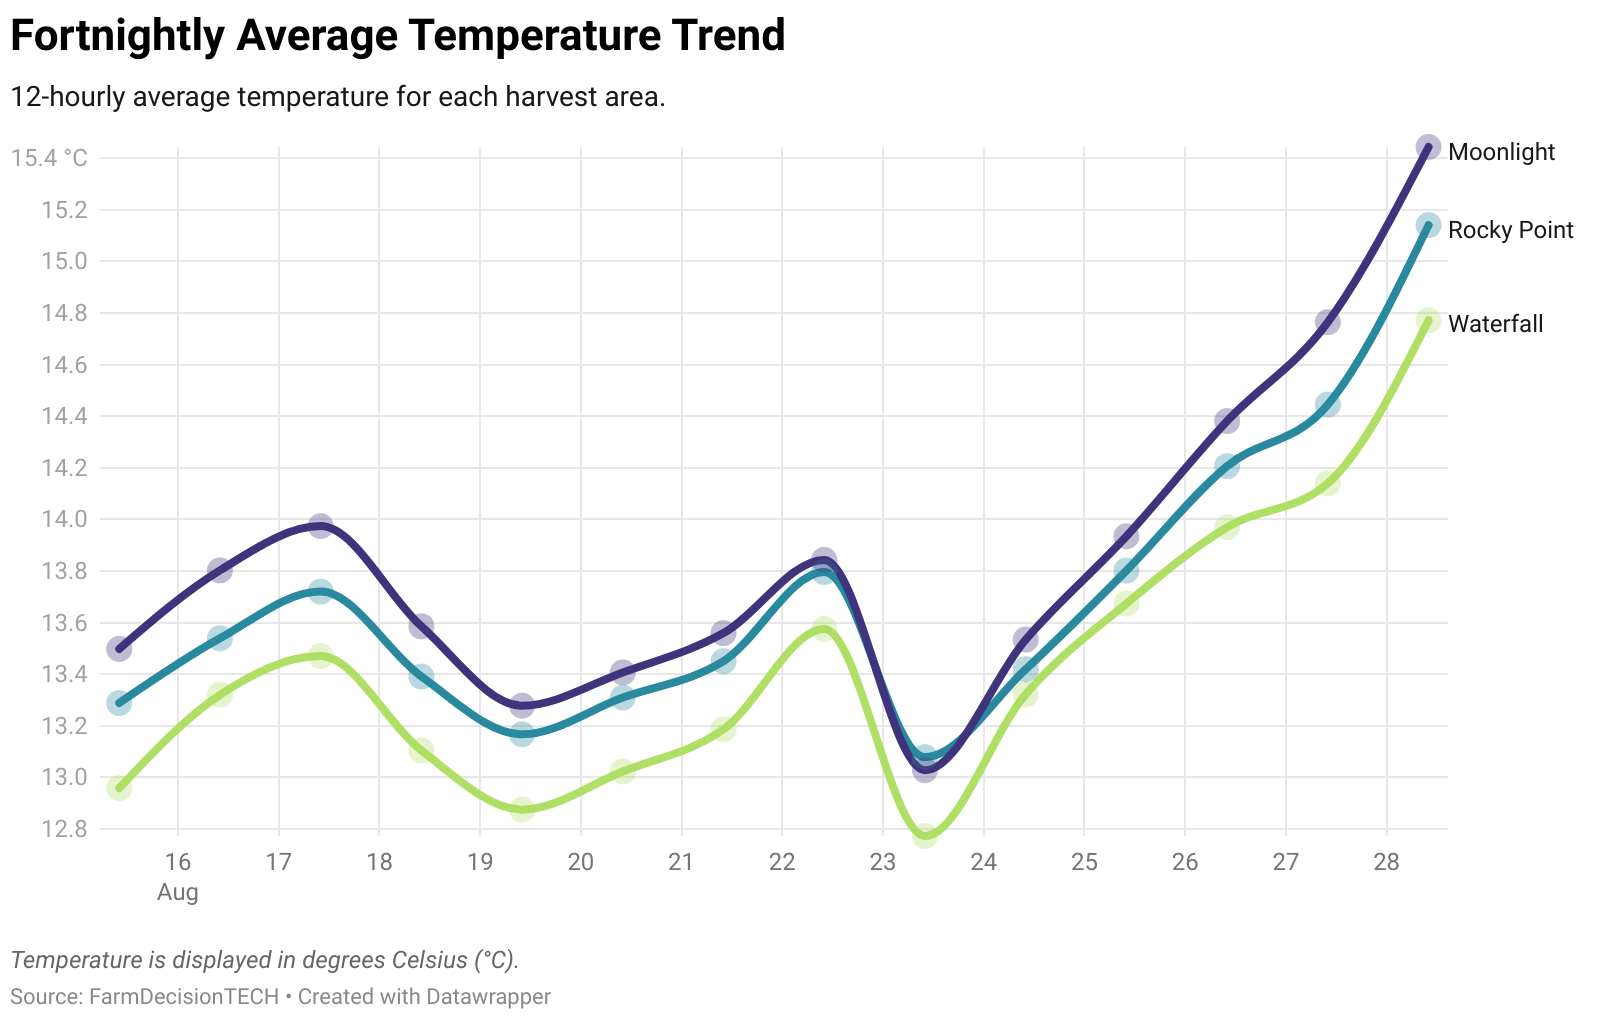 Fortnightly Average Temperature Trend
12-hourly average temperature for each harvest area.
15.4 °C
15.2
15.0
14.8
14.6
14.4
14.2
14.0
13.8
13.6
13.4
13.2
13.0
12.8
Moonlight
Rocky Point
Waterfall
16 17 18 19 20 21 22 23 24 25 26 27 28
Aug
Temperature is displayed in degrees Celsius (°C).
Source: FarmDecisionTECH • Created with Datawrapper